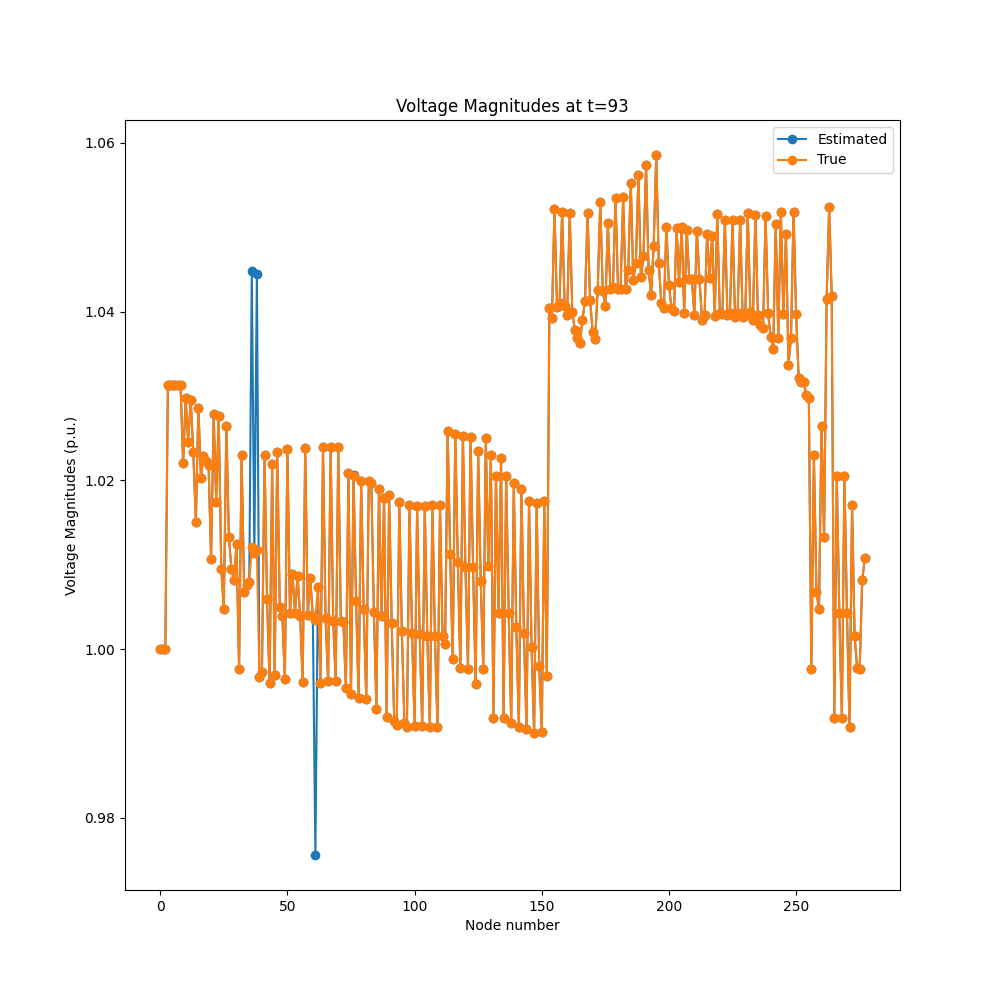 Voltage Magnitudes at t=93
Estimated
True
Voltage Magnitudes (p.u.)
1.06
1.04
1.02
1.00
0.98
0
50
100
150
200
250
Node number